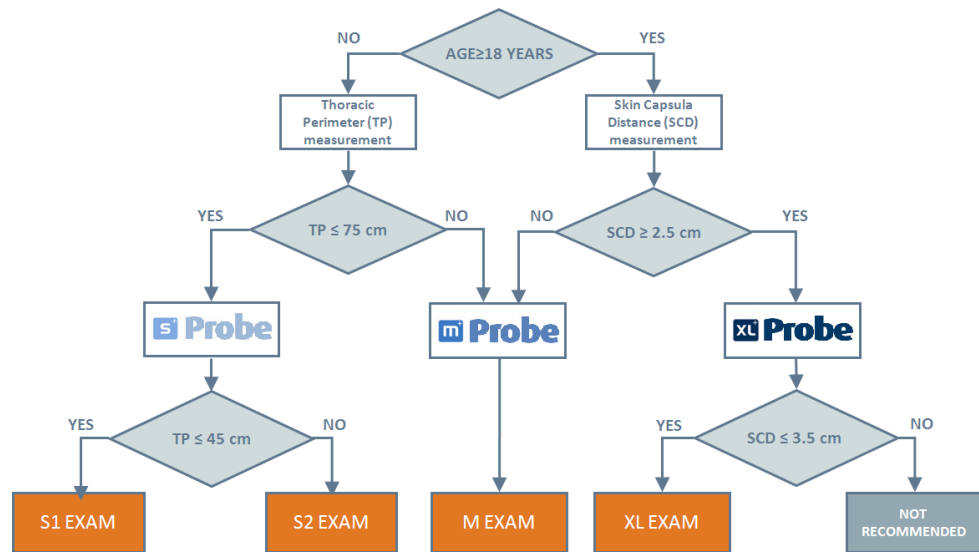 NO
YES
AGE≥18 YEARS
Thoracic
Perimeter (TP)
measurement
Skin Capsula
Distance (SCD)
measurement
YES
TP ≤ 75 cm
NO
NO
SCD ≥ 2.5 cm
YES
S+ Probe
m+ Probe
XL+ Probe
YES
TP ≤ 45 cm
NO
YES
SCD ≤ 3.5 cm
NO
S1 EXAM
S2 EXAM
M EXAM
XL EXAM
NOT
RECOMMENDED